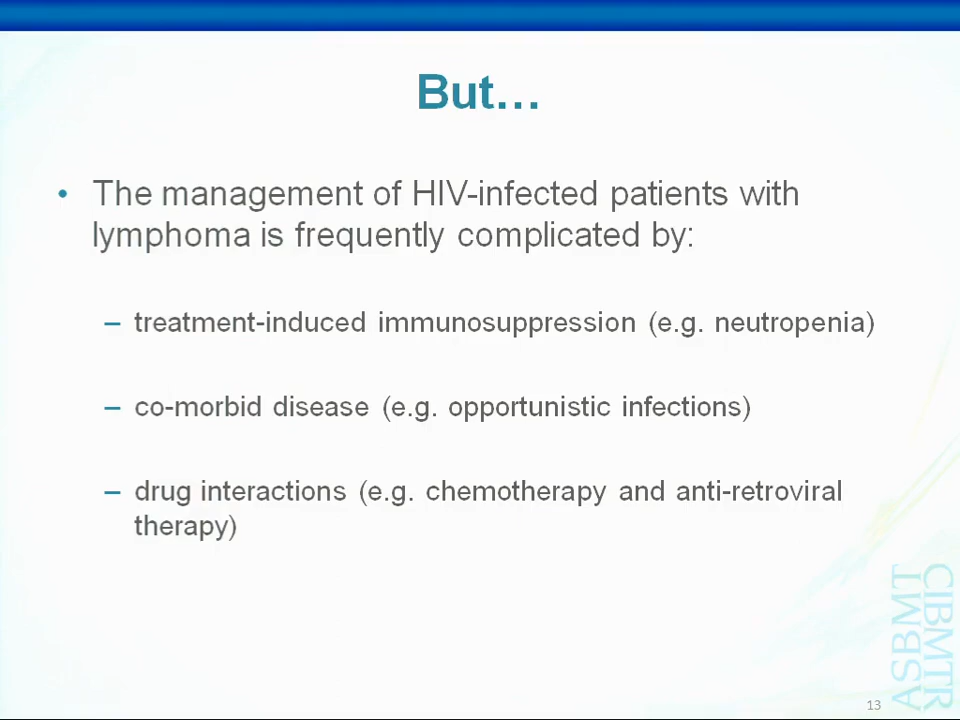 But…
• The management of HIV-infected patients with
lymphoma is frequently complicated by:
– treatment-induced immunosuppression (e.g. neutropenia)
– co-morbid disease (e.g. opportunistic infections)
– drug interactions (e.g. chemotherapy and anti-retroviral
therapy)
ASBMT
CIBMTR
13